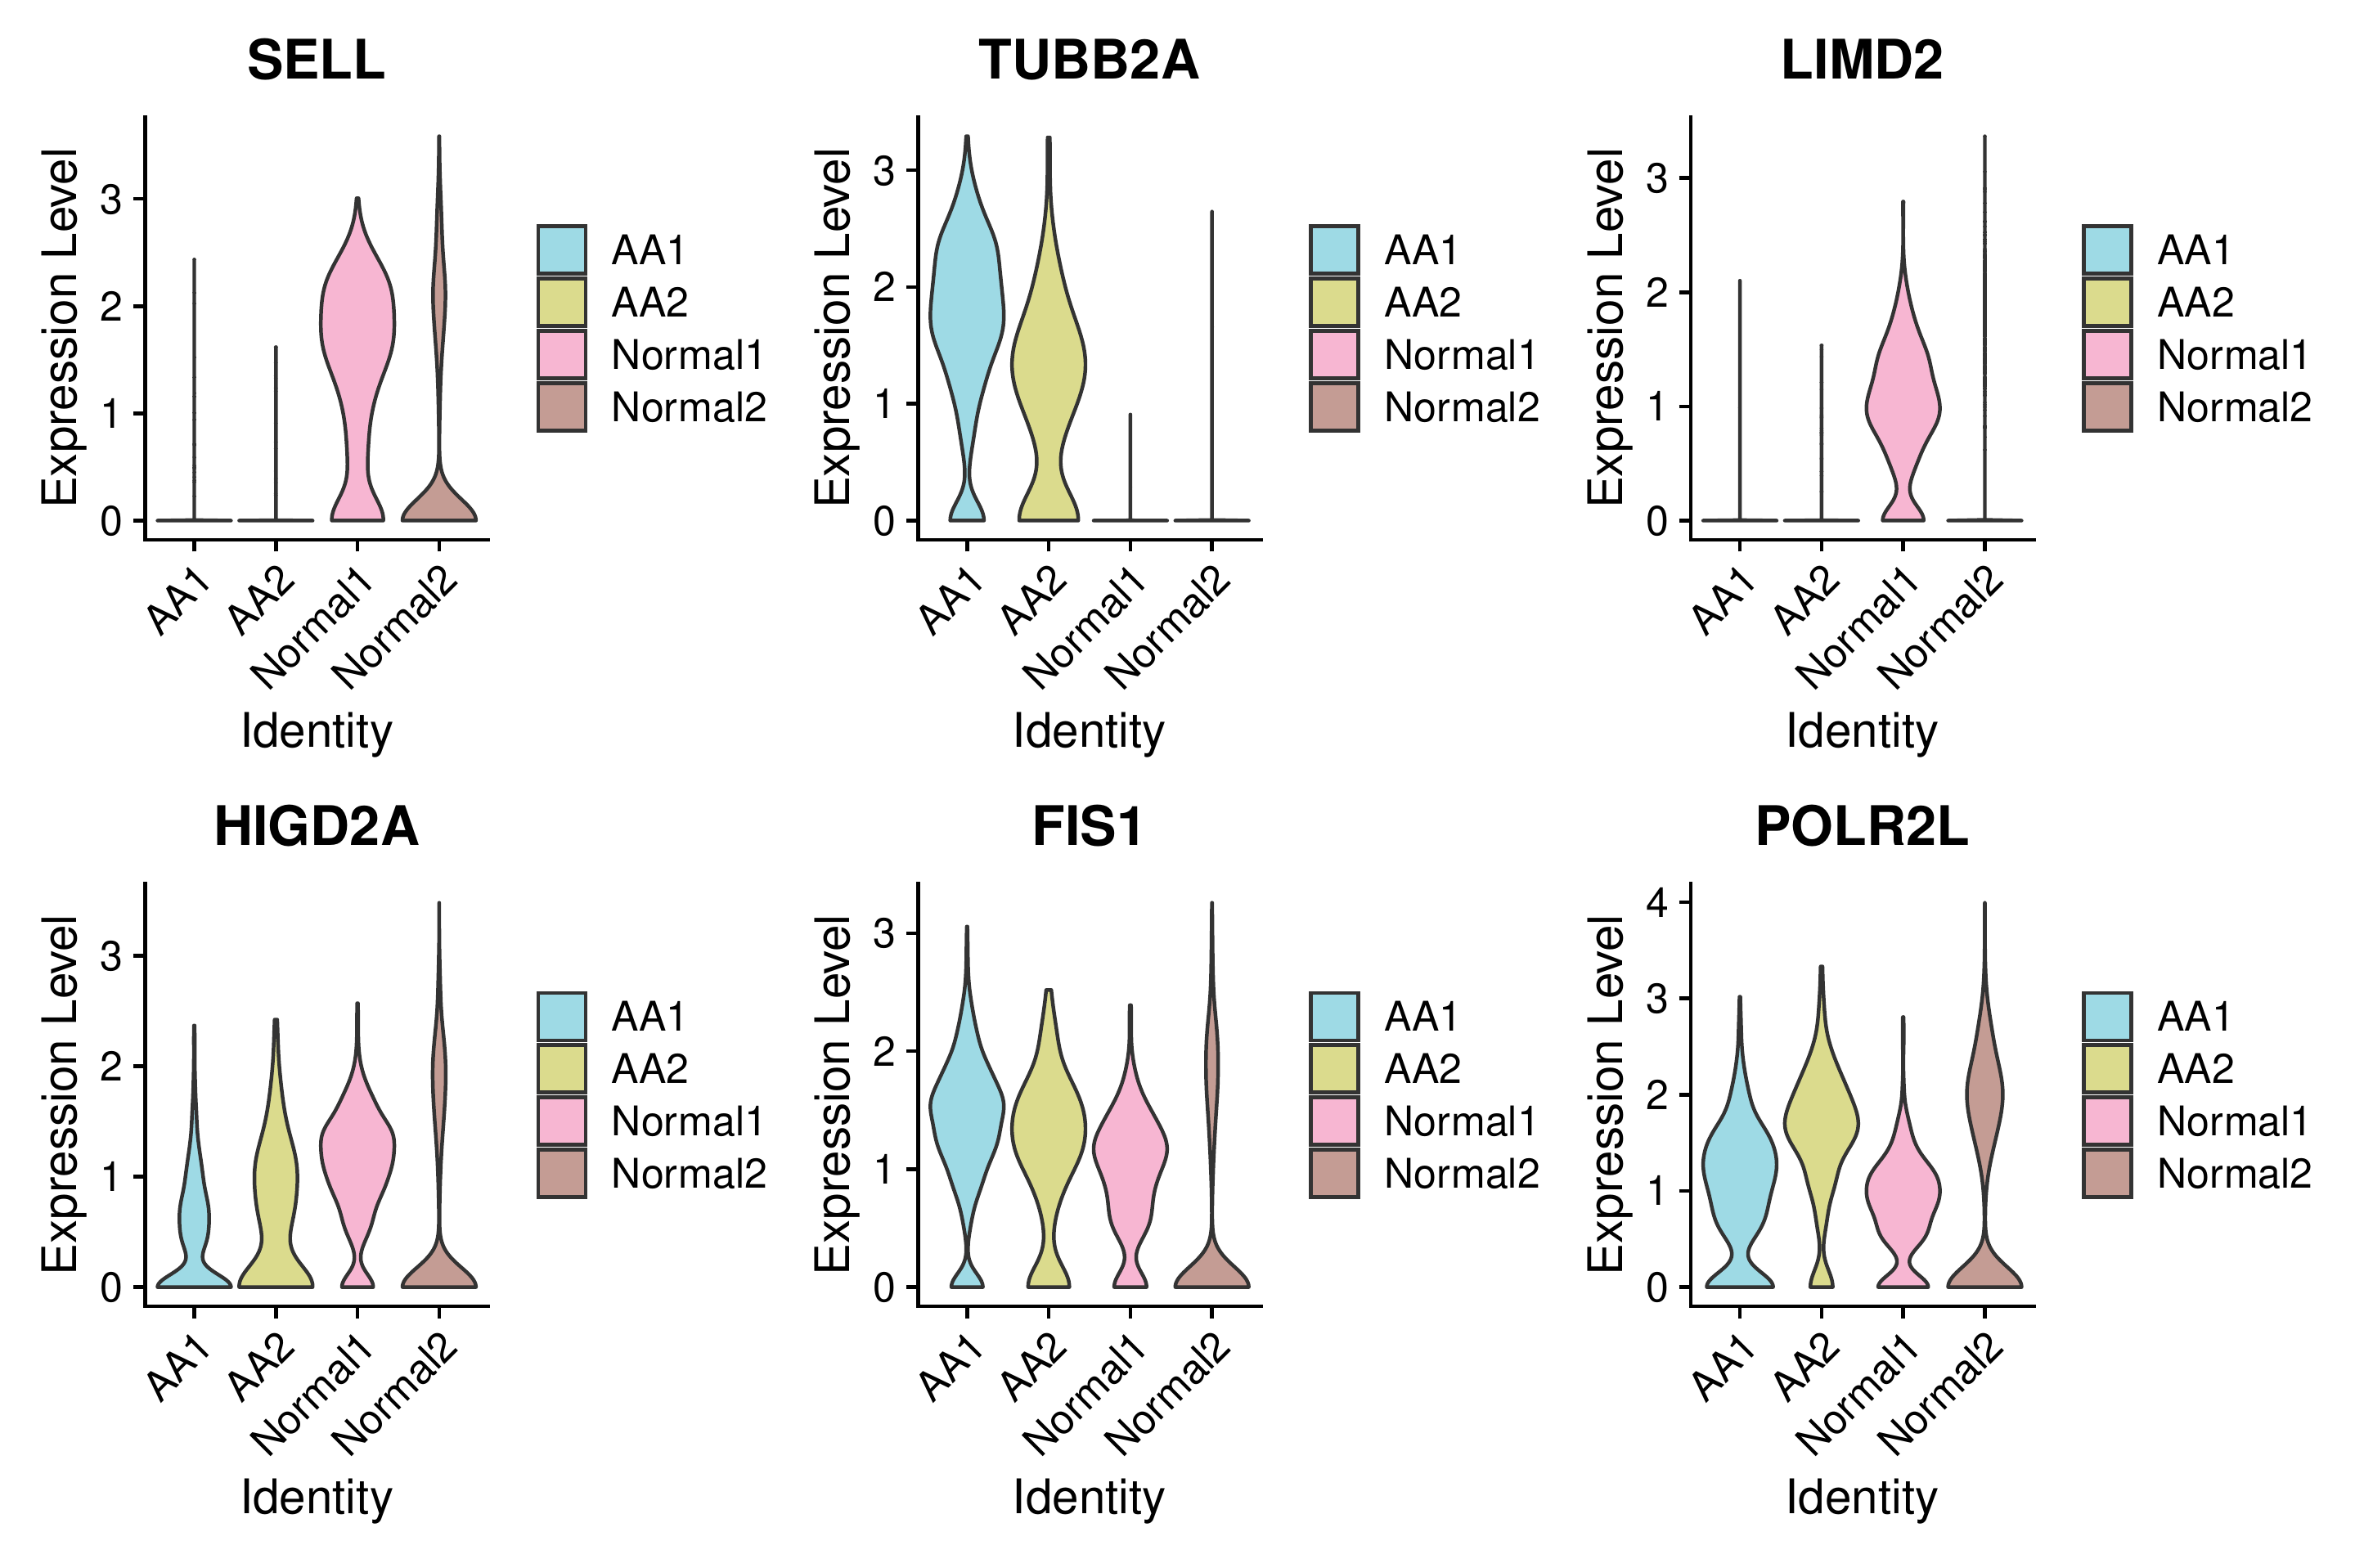 SELL
Expression Level
3
2
1
0
AA1
AA2
Normal1
Normal2
Identity
AA1
AA2
Normal1
Normal2
TUBB2A
Expression Level
3
2
1
0
AA1
AA2
Normal1
Normal2
Identity
AA1
AA2
Normal1
Normal2
LIMD2
Expression Level
3
2
1
0
AA1
AA2
Normal1
Normal2
Identity
AA1
AA2
Normal1
Normal2
HIGD2A
Expression Level
3
2
1
0
AA1
AA2
Normal1
Normal2
Identity
AA1
AA2
Normal1
Normal2
FIS1
Expression Level
3
2
1
0
AA1
AA2
Normal1
Normal2
Identity
AA1
AA2
Normal1
Normal2
POLR2L
Expression Level
4
3
2
1
0
AA1
AA2
Normal1
Normal2
Identity
AA1
AA2
Normal1
Normal2